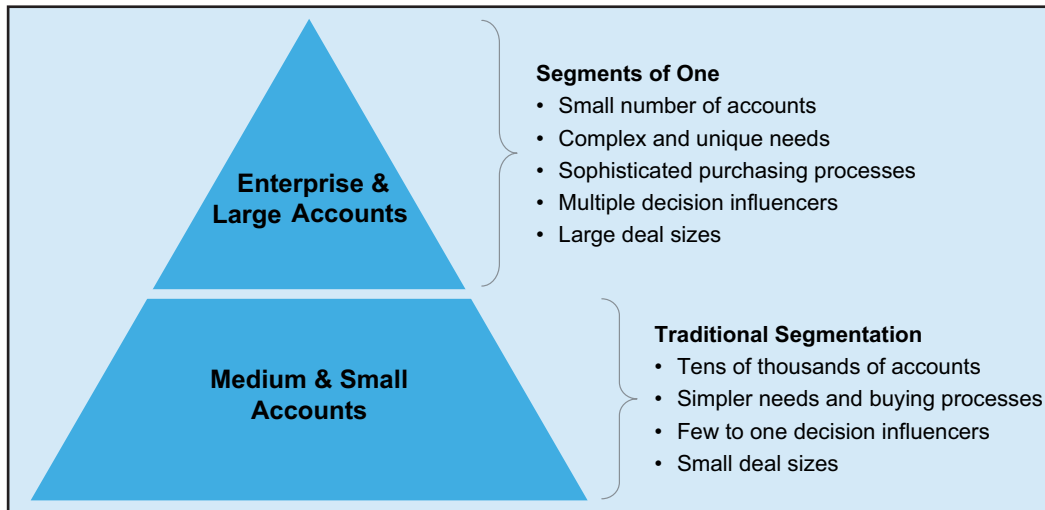 Enterprise &
Large Accounts
Segments of One
• Small number of accounts
• Complex and unique needs
• Sophisticated purchasing processes
• Multiple decision influencers
• Large deal sizes
Medium & Small
Accounts
Traditional Segmentation
• Tens of thousands of accounts
• Simpler needs and buying processes
• Few to one decision influencers
• Small deal sizes